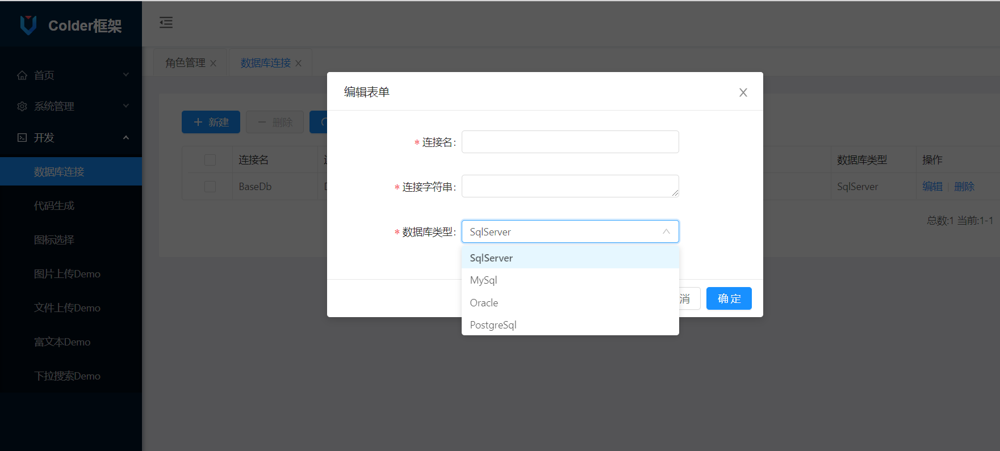 Colder框架
首页
系统管理
开发
数据库连接
代码生成
图标选择
图片上传Demo
文件上传Demo
富文本Demo
下拉搜索Demo
角色管理
数据库连接
新建
删除
连接名
数据库类型
操作
BaseDb
SqlServer
编辑
删除
总数:1 当前:1-1
编辑表单
* 连接名:
* 连接字符串:
* 数据库类型:
SqlServer
SqlServer
MySql
Oracle
PostgreSql
消
确 定